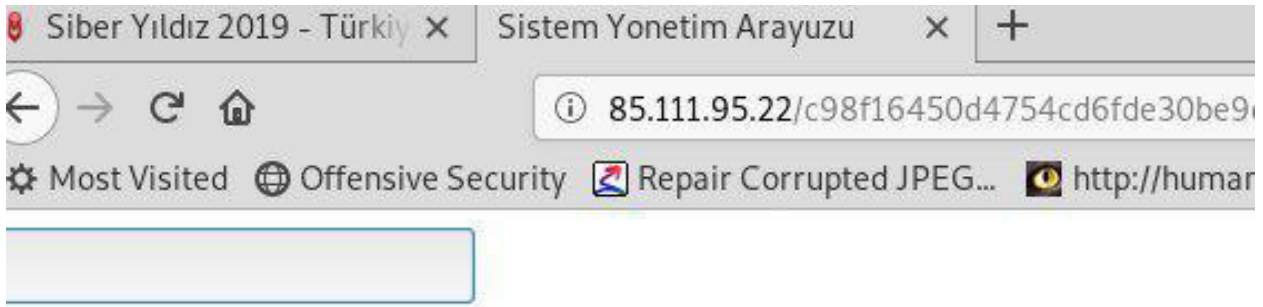 Siber Yıldız 2019 - Türkiy
Sistem Yonetim Arayuzu
85.111.95.22/c98f16450d4754cd6fde30be9
Most Visited Offensive Security Repair Corrupted JPEG... http://human